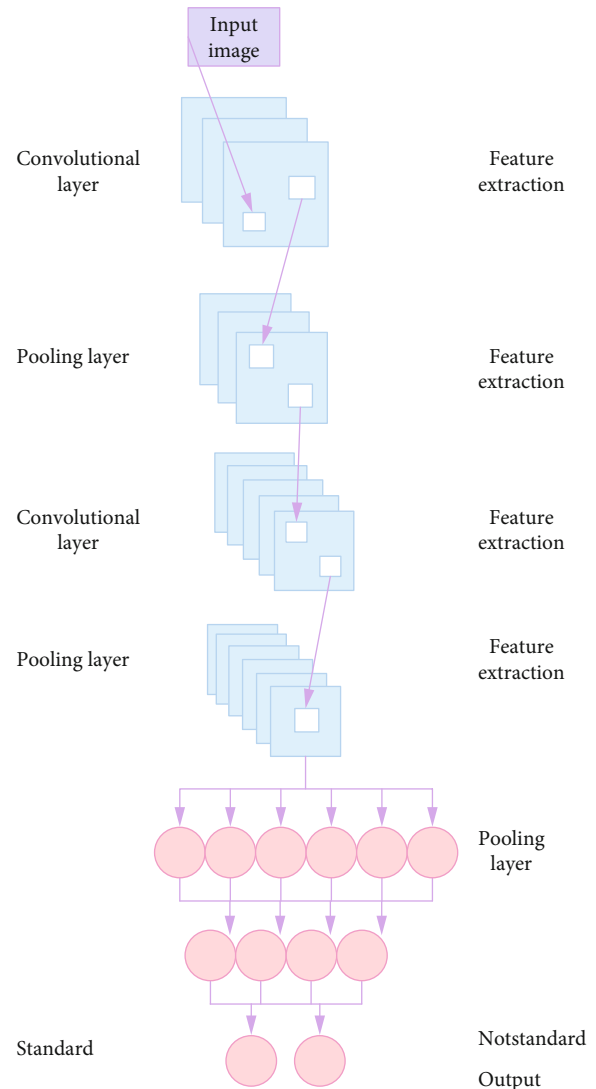 Input
image
Convolutional
layer
Feature
extraction
Pooling layer
Feature
extraction
Convolutional
layer
Feature
extraction
Pooling layer
Feature
extraction
Pooling
layer
Standard
Notstandard
Output